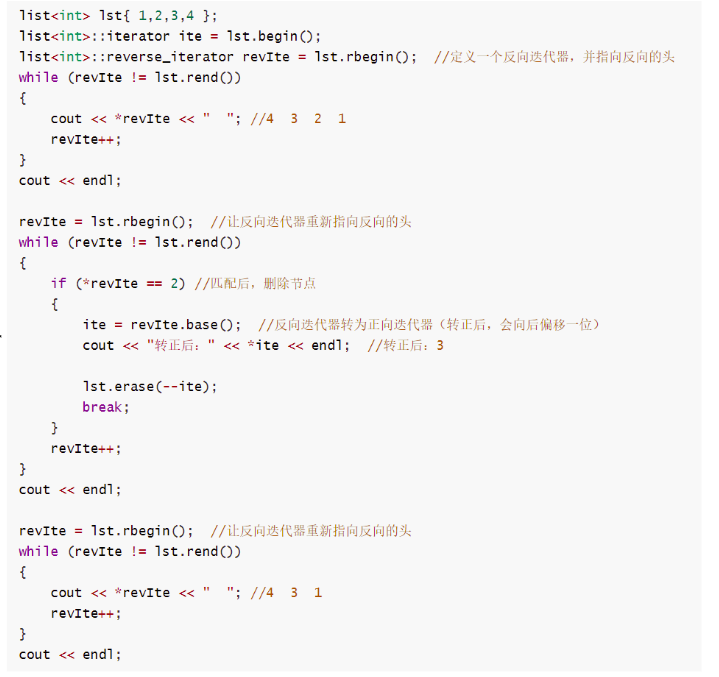 list<int> lst{ 1,2,3,4 };
list<int>::iterator ite = lst.begin();
list<int>::reverse_iterator revIte = lst.rbegin();  //定义一个反向迭代器，并指向反向的头
while (revIte != lst.rend())
{
    cout << *revIte << "  "; //4  3  2  1
    revIte++;
}
cout << endl;

revIte = lst.rbegin();  //让反向迭代器重新指向反向的头
while (revIte != lst.rend())
{
    if (*revIte == 2) //匹配后，删除节点
    {
        ite = revIte.base();  //反向迭代器转为正向迭代器（转正后，会向后偏移一位）
        cout << "转正后：" << *ite << endl;  //转正后：3

        lst.erase(--ite);
        break;
    }
    revIte++;
}
cout << endl;

revIte = lst.rbegin();  //让反向迭代器重新指向反向的头
while (revIte != lst.rend())
{
    cout << *revIte << "  "; //4  3  1
    revIte++;
}
cout << endl;